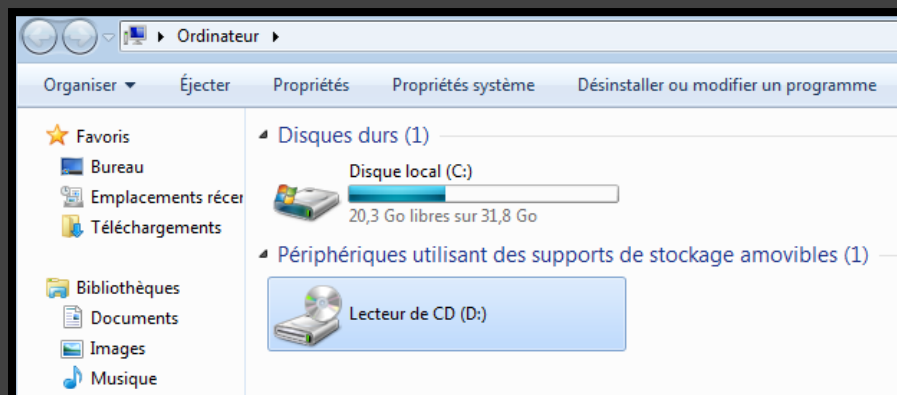 Ordinateur
Organiser Éjecter Propriétés Propriétés système Désinstaller ou modifier un programme
Favoris
Bureau
Emplacements récer
Téléchargements
Bibliothèques
Documents
Images
Musique
Disques durs (1)
Disque local (C:)
20,3 Go libres sur 31,8 Go
Périphériques utilisant des supports de stockage amovibles (1)
Lecteur de CD (D:)